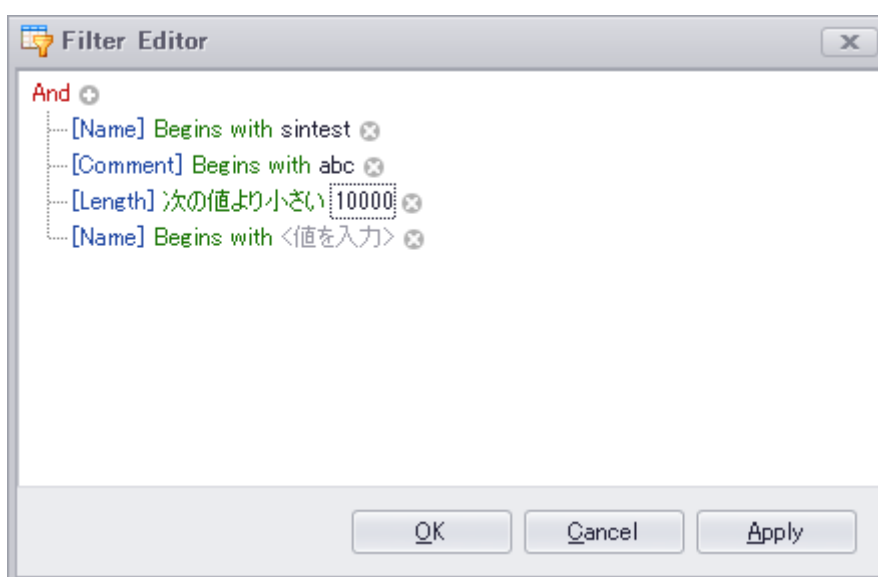 Filter Editor
And
[Name] Begins with sintest
[Comment] Begins with abc
[Length] 次の値より小さい 10000
[Name] Begins with <値を入力>
OK Cancel Apply